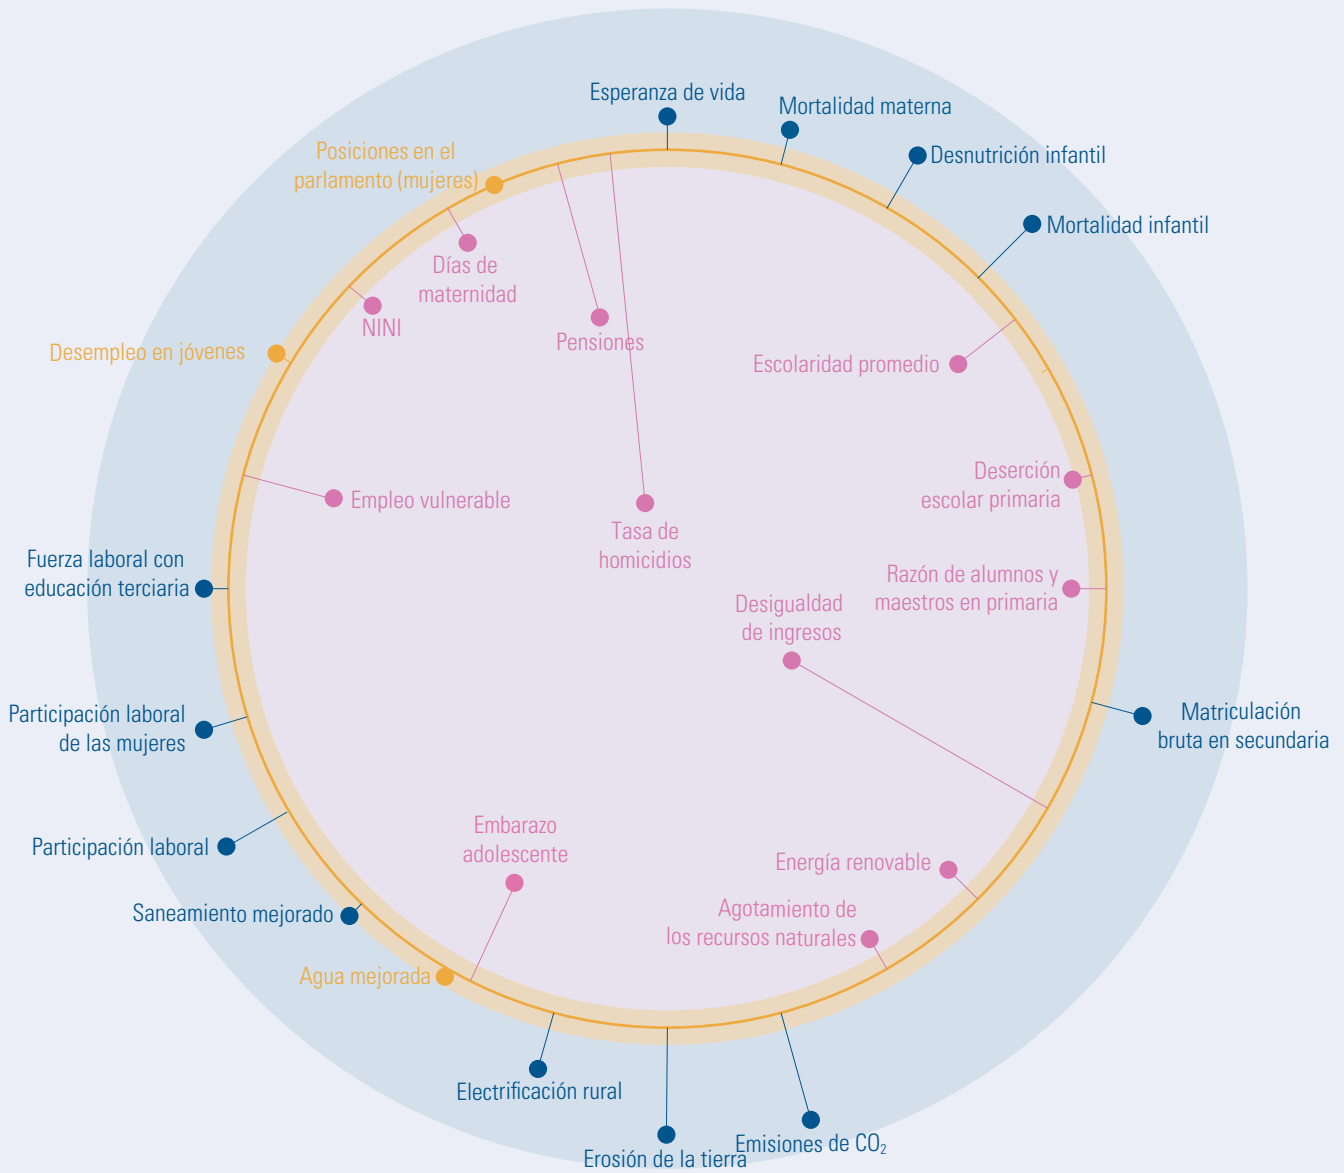 Esperanza de vida
Mortalidad materna
Desnutrición infantil
Mortalidad infantil
Posiciones en el
parlamento (mujeres)
Días de
maternidad
NINI
Pensiones
Desempleo en jóvenes
Escolaridad promedio
Deserción
escolar primaria
Empleo vulnerable
Tasa de
homicidios
Fuerza laboral con
educación terciaria
Razón de alumnos y
maestros en primaria
Desigualdad
de ingresos
Participación laboral
de las mujeres
Matriculación
bruta en secundaria
Participación laboral
Embarazo
adolescente
Energía renovable
Saneamiento mejorado
Agotamiento de
los recursos naturales
Agua mejorada
Electrificación rural
Erosión de la tierra
Emisiones de CO₂